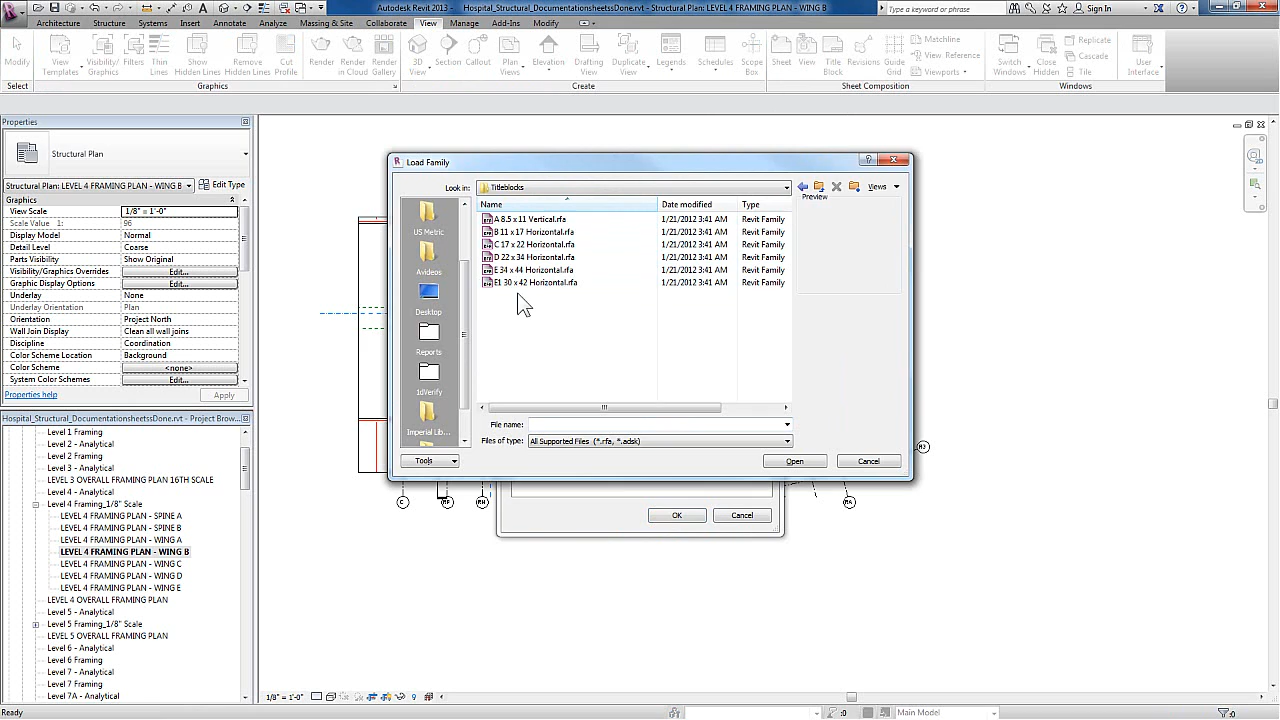 Autodesk Revit 2013 - Hospital_Structural_DocumentationsheetssDone.rvt - Structural Plan: LEVEL 4 FRAMING PLAN - WING B
Type a keyword or phrase
Sign In
Architecture Structure Systems Insert Annotate Analyze Massing & Site Collaborate View Manage Add-Ins Modify
Modify
View Templates
Visibility/ Graphics
Filters
Thin Lines
Show Hidden Lines
Remove Hidden Lines
Cut Profile
Render
Render in Cloud
Render Gallery
3D View
Section
Callout
Plan Views
Elevation
Drafting View
Duplicate View
Legends
Schedules
Scope Box
Sheet
View
Title Block
Revisions
Guide Grid
Matchline
View Reference
Viewports
Switch Windows
Close Hidden
Replicate
Cascade
Tile
User Interface
Select
Graphics
Create
Sheet Composition
Windows
Properties
Structural Plan
Structural Plan: LEVEL 4 FRAMING PLAN - WING B
Edit Type
Graphics
View Scale 1/8" = 1'-0"
Scale Value 1: 96
Display Model Normal
Detail Level Coarse
Parts Visibility Show Original
Visibility/Graphics Overrides Edit...
Graphic Display Options Edit...
Underlay None
Underlay Orientation Plan
Orientation Project North
Wall Join Display Clean all wall joins
Discipline Coordination
Color Scheme Location Background
Color Scheme <none>
System Color Schemes Edit...
Properties help
Apply
Hospital_Structural_DocumentationsheetssDone.rvt - Project Brow...
Level 1 Framing
Level 2 - Analytical
Level 2 Framing
Level 3 - Analytical
LEVEL 3 OVERALL FRAMING PLAN 16TH SCALE
Level 4 - Analytical
Level 4 Framing_1/8" Scale
LEVEL 4 FRAMING PLAN - SPINE A
LEVEL 4 FRAMING PLAN - SPINE B
LEVEL 4 FRAMING PLAN - WING A
LEVEL 4 FRAMING PLAN - WING B
LEVEL 4 FRAMING PLAN - WING C
LEVEL 4 FRAMING PLAN - WING D
LEVEL 4 FRAMING PLAN - WING E
LEVEL 4 OVERALL FRAMING PLAN
Level 5 - Analytical
Level 5 Framing_1/8" Scale
LEVEL 5 OVERALL FRAMING PLAN
Level 6 - Analytical
Level 6 Framing
Level 7 - Analytical
Level 7 Framing
Level 7A - Analytical
Load Family
Look in: Titleblocks
Views
US Metric
Avideos
Desktop
Reports
1dVerify
Imperial Lib...
Name Date modified Type
A 8.5 x 11 Vertical.rfa 1/21/2012 3:41 AM Revit Family
B 11 x 17 Horizontal.rfa 1/21/2012 3:41 AM Revit Family
C 17 x 22 Horizontal.rfa 1/21/2012 3:41 AM Revit Family
D 22 x 34 Horizontal.rfa 1/21/2012 3:41 AM Revit Family
E 34 x 44 Horizontal.rfa 1/21/2012 3:41 AM Revit Family
E1 30 x 42 Horizontal.rfa 1/21/2012 3:41 AM Revit Family
Preview
File name:
Files of type: All Supported Files (*.rfa, *.adsk)
Tools
Open
Cancel
OK
Cancel
C
1/8" = 1'-0"
Ready
:0
Main Model
:0